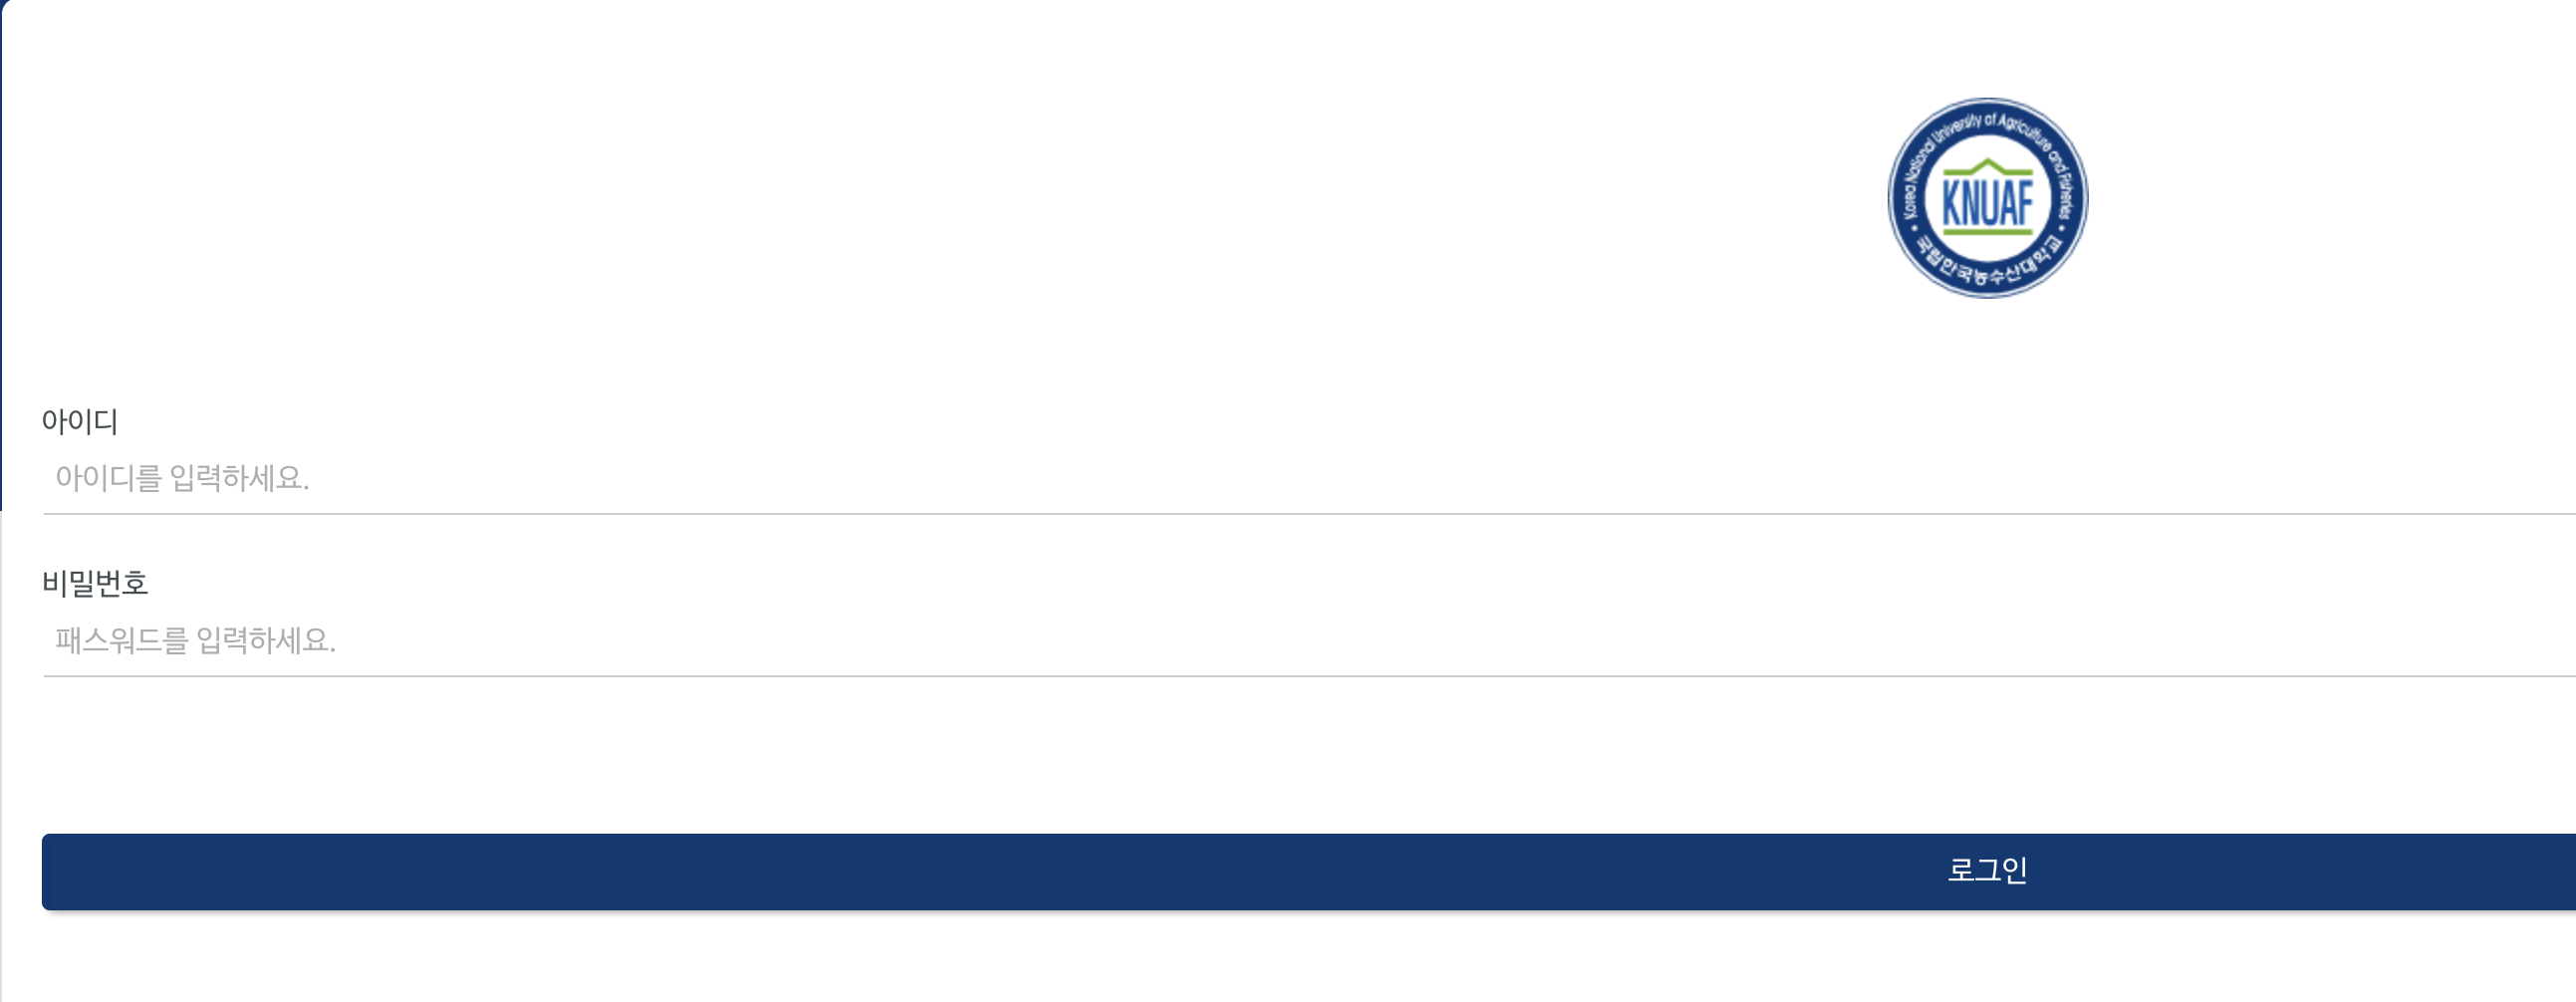 Korea National University of Agriculture and Fisheries
KNUAF
국립한국농수산대학교
아이디
아이디를 입력하세요.
비밀번호
패스워드를 입력하세요.
로그인